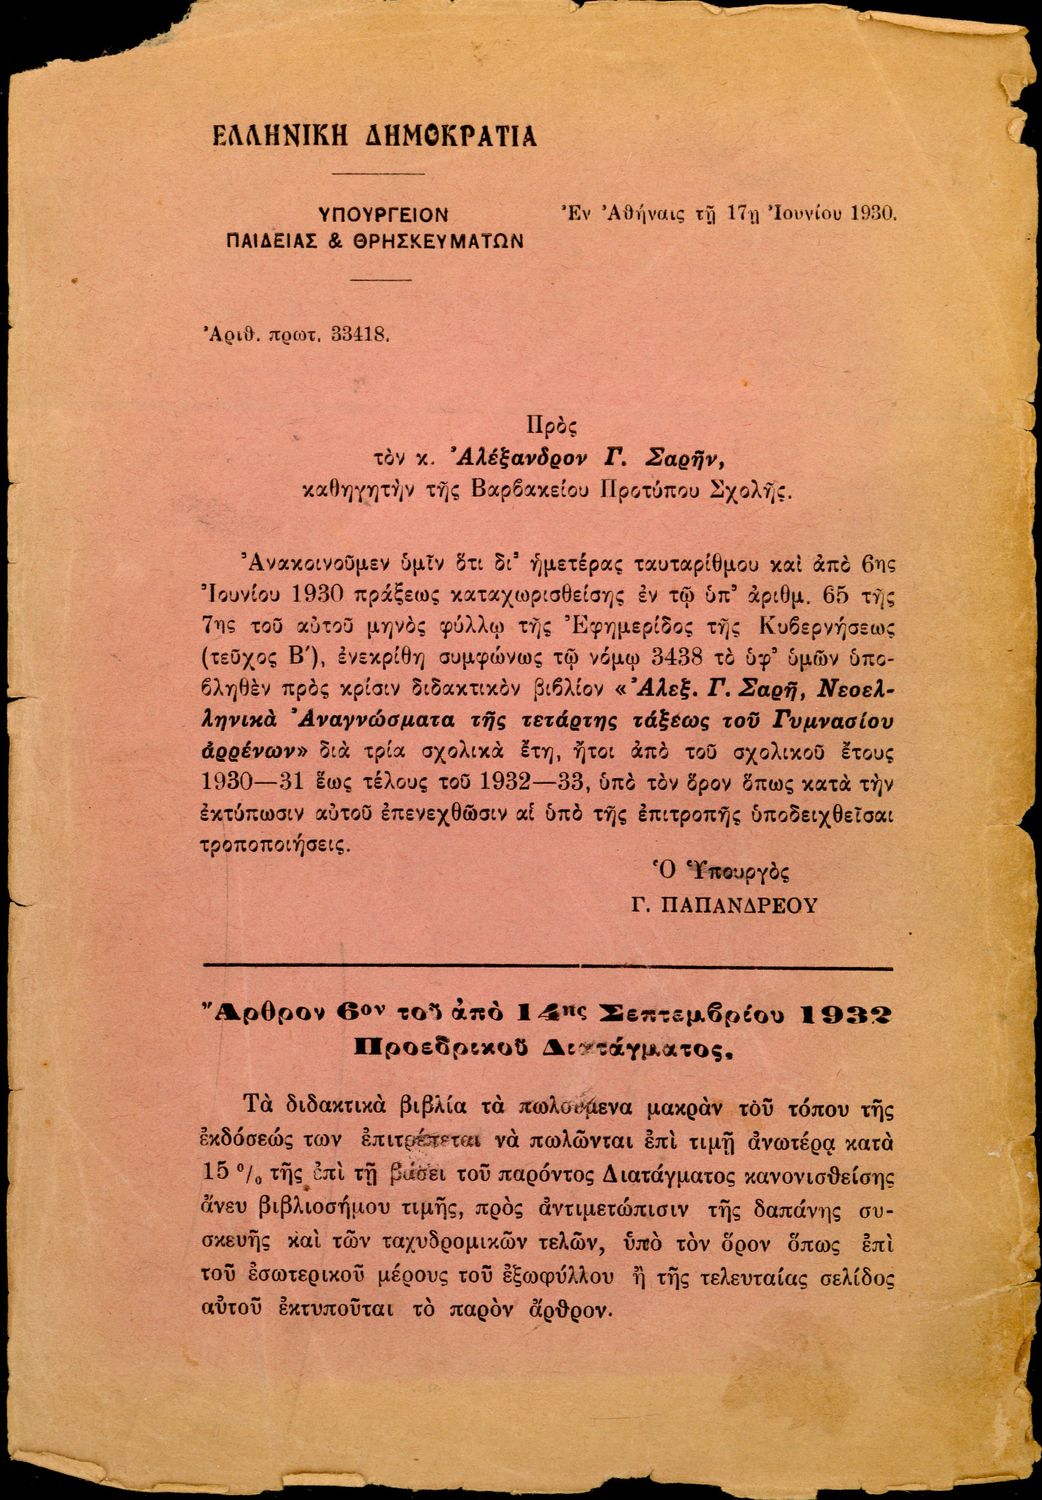 ΕΛΛΗΝΙΚΗ ΔΗΜΟΚΡΑΤΙΑ
ΥΠΟΥΡΓΕΙΟΝ
ΠΑΙΔΕΙΑΣ & ΘΡΗΣΚΕΥΜΑΤΩΝ
Ἐν Ἀθήναις τῇ 17ῃ Ἰουνίου 1930.
Ἀριθ. πρωτ. 33418.
Πρὸς
τὸν κ. Ἀλέξανδρον Γ. Σαρῆν,
καθηγητὴν τῆς Βαρβακείου Προτύπου Σχολῆς.
Ἀνακοινοῦμεν ὑμῖν ὅτι δι' ἡμετέρας ταυταρίθμου καὶ ἀπὸ 6ης
Ἰουνίου 1930 πράξεως καταχωρισθείσης ἐν τῷ ὑπ' ἀριθμ. 65 τῆς
7ης τοῦ αὐτοῦ μηνὸς φύλλῳ τῆς Ἐφημερίδος τῆς Κυβερνήσεως
(τεῦχος Β′), ἐνεκρίθη συμφώνως τῷ νόμῳ 3438 τὸ ὑφ' ὑμῶν ὑπο-
βληθὲν πρὸς κρίσιν διδακτικὸν βιβλίον «Ἀλεξ. Γ. Σαρῆ, Νεοελ-
ληνικὰ Ἀναγνώσματα τῆς τετάρτης τάξεως τοῦ Γυμνασίου
ἀρρένων» διὰ τρία σχολικὰ ἔτη, ἤτοι ἀπὸ τοῦ σχολικοῦ ἔτους
1930—31 ἕως τέλους τοῦ 1932—33, ὑπὸ τὸν ὅρον ὅπως κατὰ τὴν
ἐκτύπωσιν αὐτοῦ ἐπενεχθῶσιν αἱ ὑπὸ τῆς ἐπιτροπῆς ὑποδειχθεῖσαι
τροποποιήσεις.
Ὁ Ὑπουργὸς
Γ. ΠΑΠΑΝΔΡΕΟΥ
Ἄρθρον 6ον τοῦ ἀπὸ 14ης Σεπτεμβρίου 1932
Προεδρικοῦ Διατάγματος.
Τὰ διδακτικὰ βιβλία τὰ πωλούμενα μακρὰν τοῦ τόπου τῆς
ἐκδόσεώς των ἐπιτρέπεται νὰ πωλῶνται ἐπὶ τιμῇ ἀνωτέρᾳ κατὰ
15 % τῆς ἐπὶ τῇ βάσει τοῦ παρόντος Διατάγματος κανονισθείσης
ἄνευ βιβλιοσήμου τιμῆς, πρὸς ἀντιμετώπισιν τῆς δαπάνης συ-
σκευῆς καὶ τῶν ταχυδρομικῶν τελῶν, ὑπὸ τὸν ὅρον ὅπως ἐπὶ
τοῦ ἐσωτερικοῦ μέρους τοῦ ἐξωφύλλου ἢ τῆς τελευταίας σελίδος
αὐτοῦ ἐκτυποῦται τὸ παρὸν ἄρθρον.